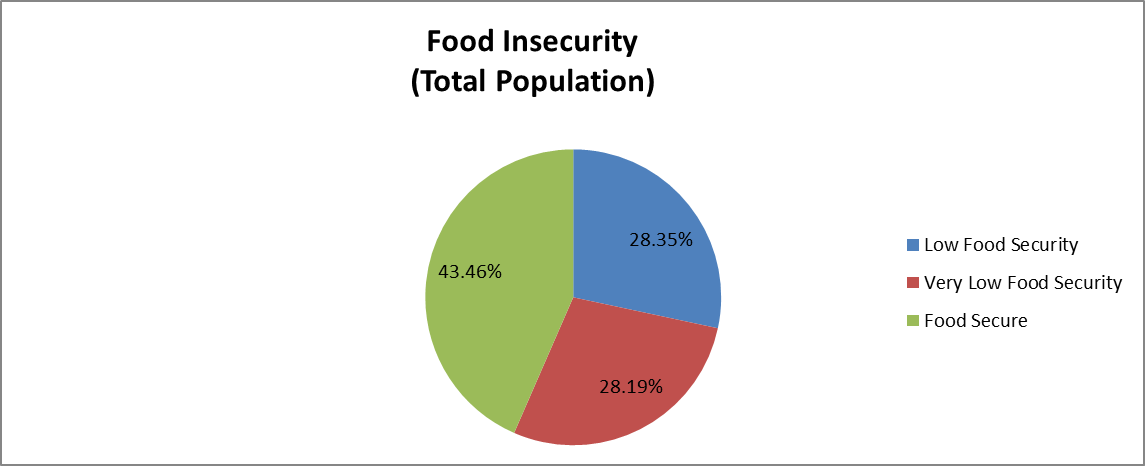 Food Insecurity
(Total Population)
28.35%
43.46%
28.19%
Low Food Security
Very Low Food Security
Food Secure